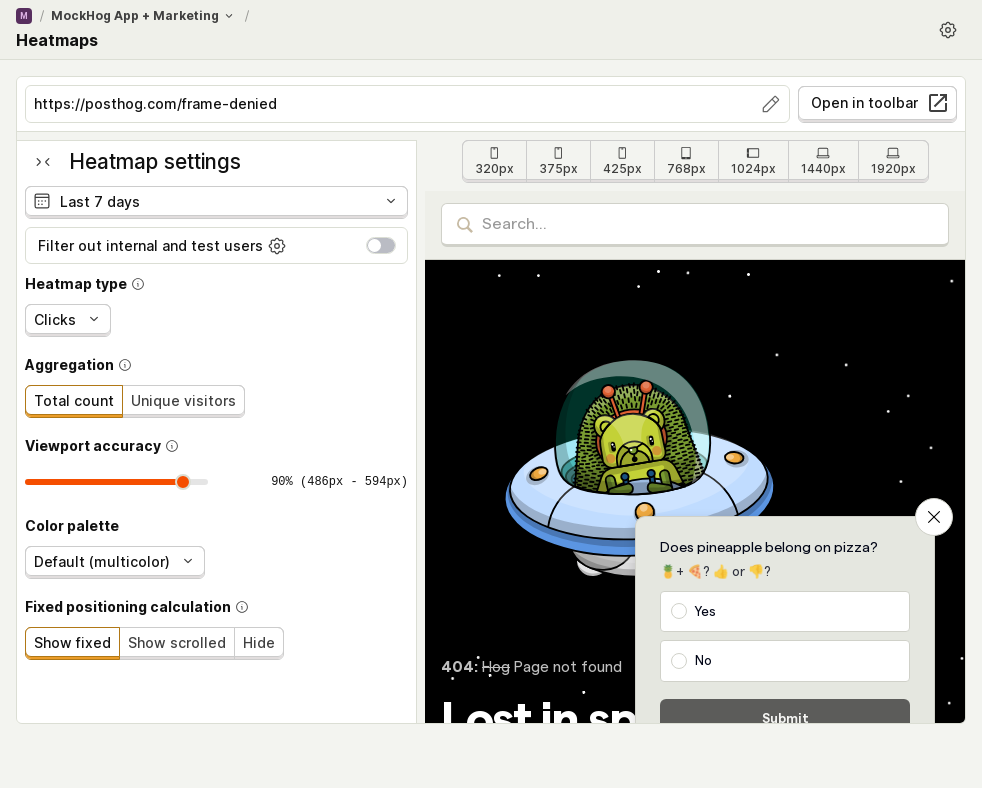 M / MockHog App + Marketing /
Heatmaps
https://posthog.com/frame-denied
Open in toolbar
Heatmap settings
Last 7 days
Filter out internal and test users
Heatmap type
Clicks
Aggregation
Total count Unique visitors
Viewport accuracy
90% (486px - 594px)
Color palette
Default (multicolor)
Fixed positioning calculation
Show fixed Show scrolled Hide
320px 375px 425px 768px 1024px 1440px 1920px
Search...
Does pineapple belong on pizza?
🍍+ 🍕? 👍 or 👎?
Yes
No
Submit
404: Hog Page not found
Lost in sp